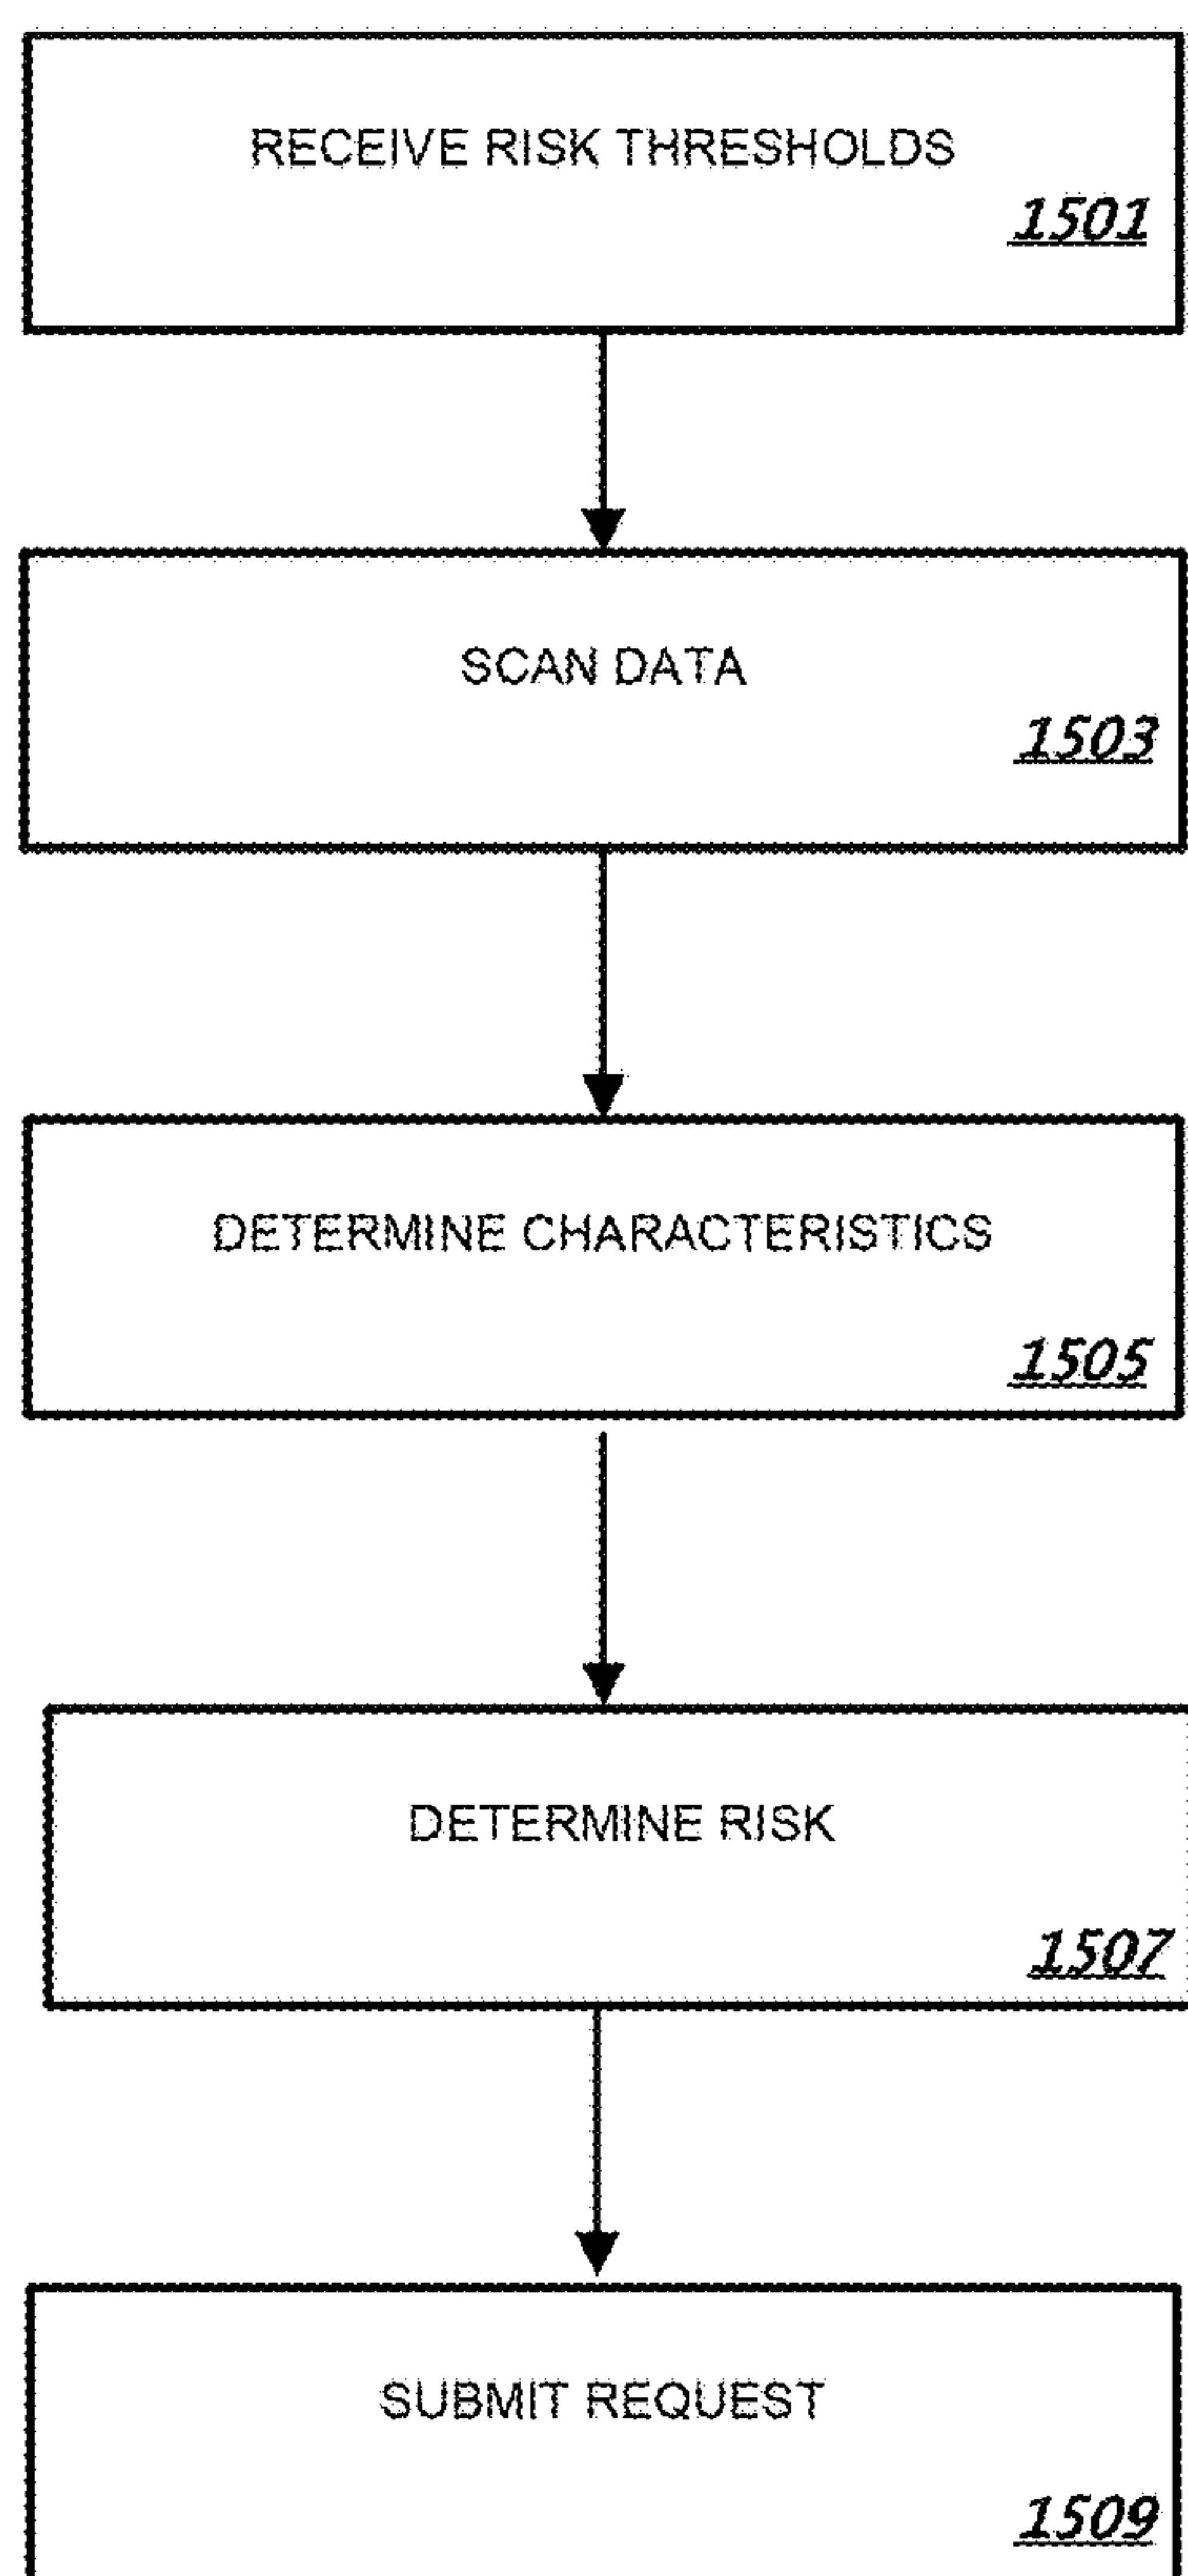 RECEIVE RISK THRESHOLDS
1501
SCAN DATA
1503
DETERMINE CHARACTERISTICS
1505
DETERMINE RISK
1507
SUBMIT REQUEST
1509